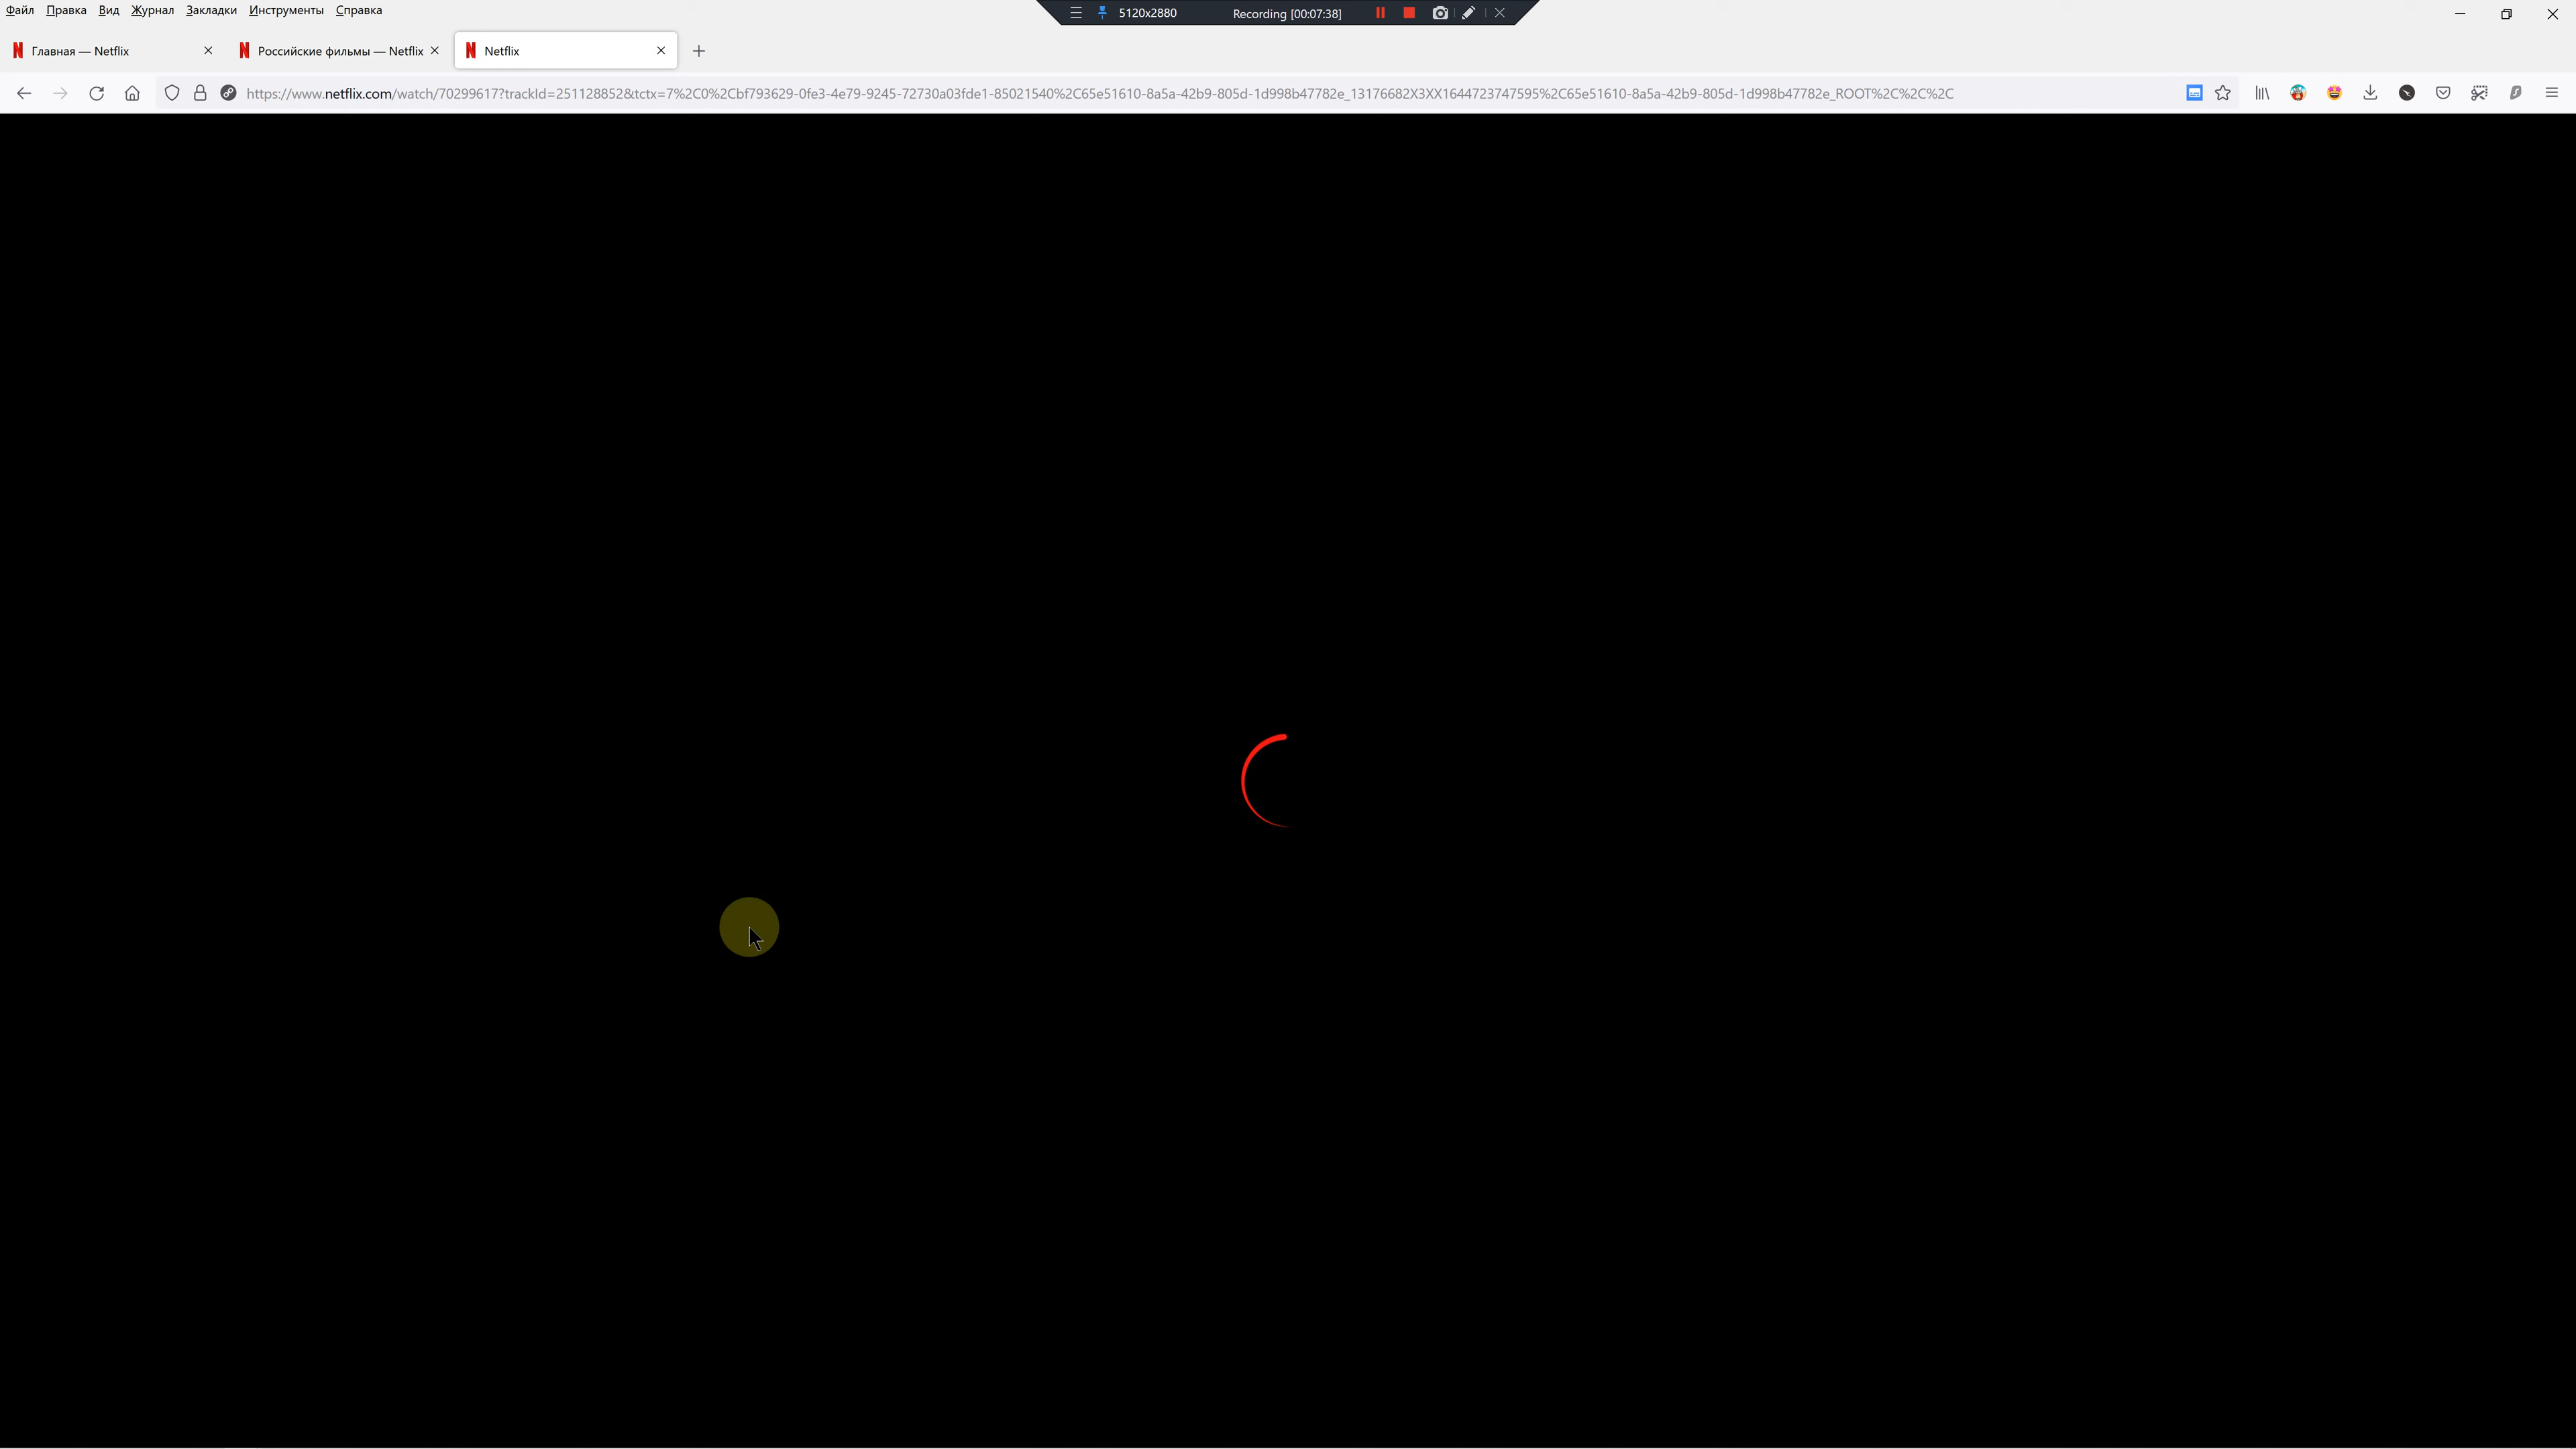 Файл Правка Вид Журнал Закладки Инструменты Справка
5120x2880 Recording [00:07:38]
Главная — Netflix
Российские фильмы — Netflix
Netflix
https://www.netflix.com/watch/70299617?trackId=251128852&tctx=7%2C0%2Cbf793629-0fe3-4e79-9245-72730a03fde1-85021540%2C65e51610-8a5a-42b9-805d-1d998b47782e_13176682X3XX1644723747595%2C65e51610-8a5a-42b9-805d-1d998b47782e_ROOT%2C%2C%2C